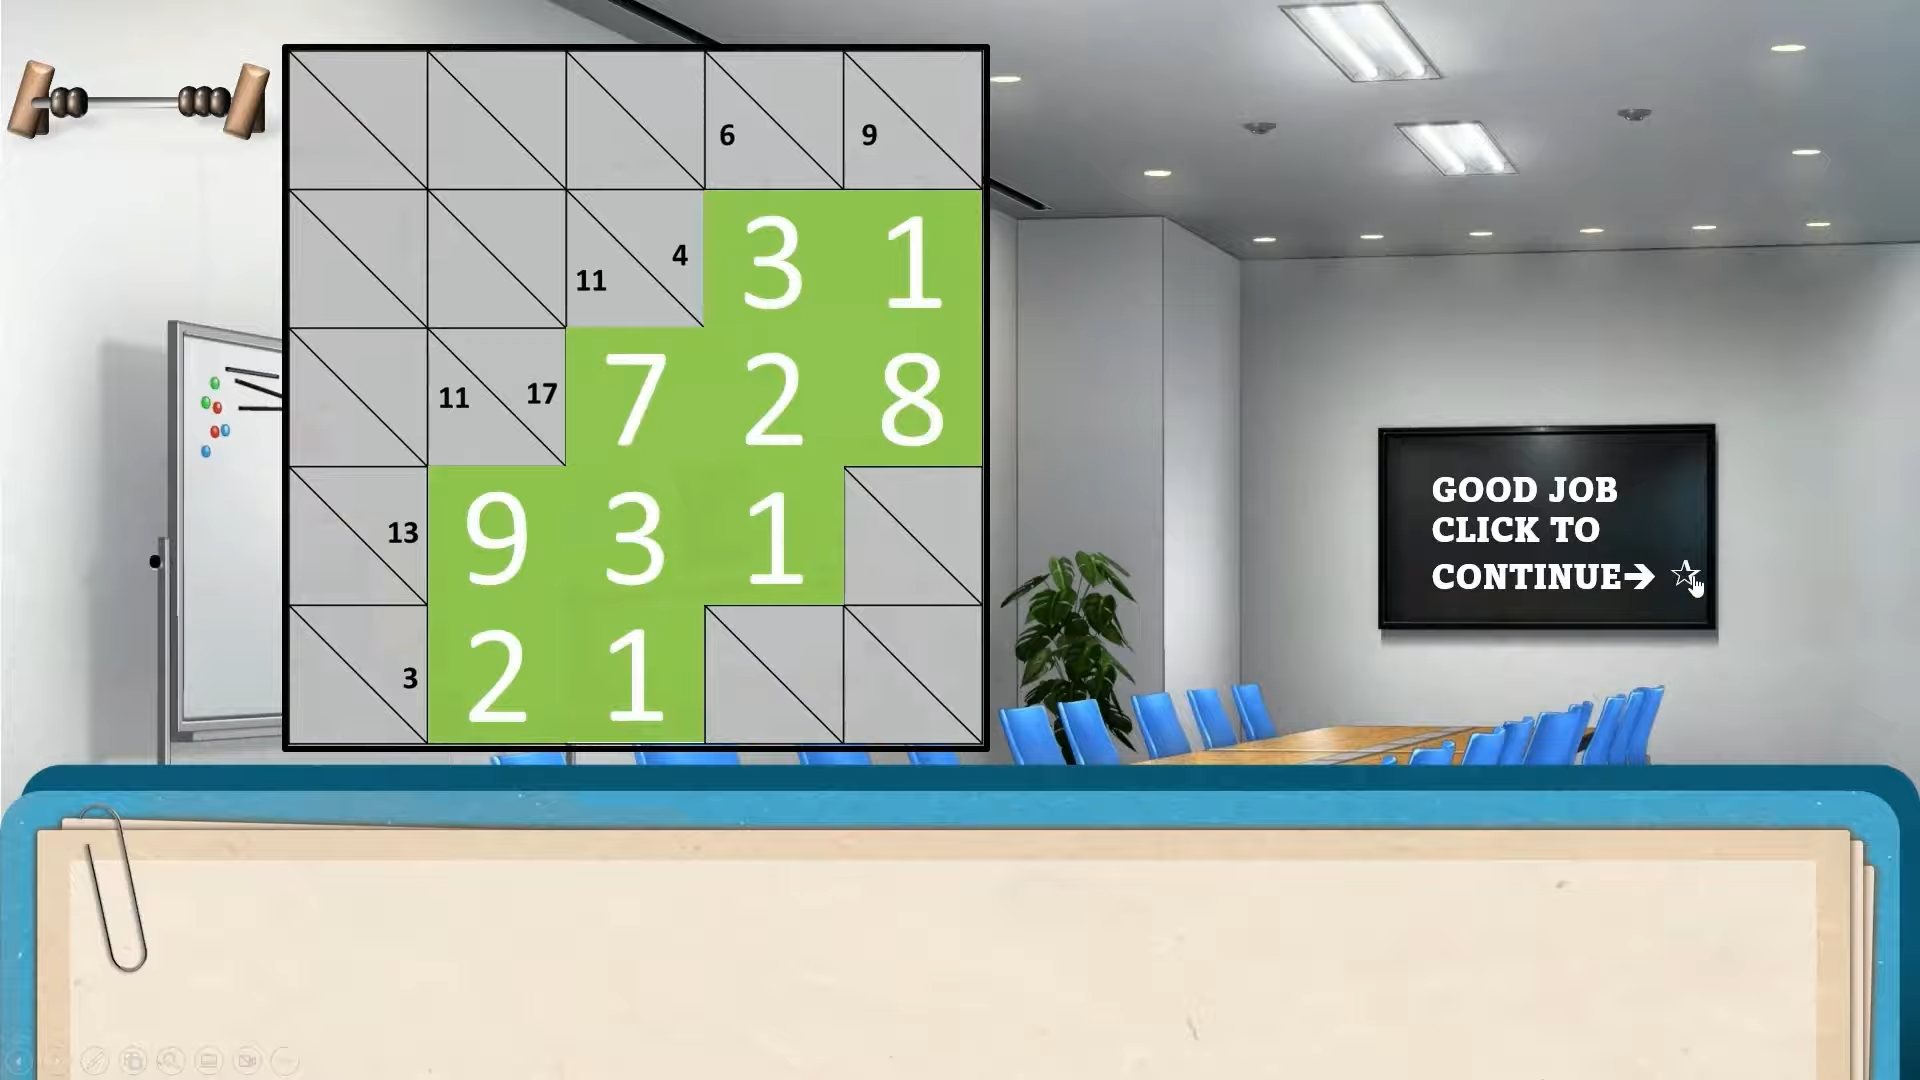 6 9
11 4 3 1
11 17 7 2 8
13 9 3 1
3 2 1
GOOD JOB
CLICK TO
CONTINUE→ ☆